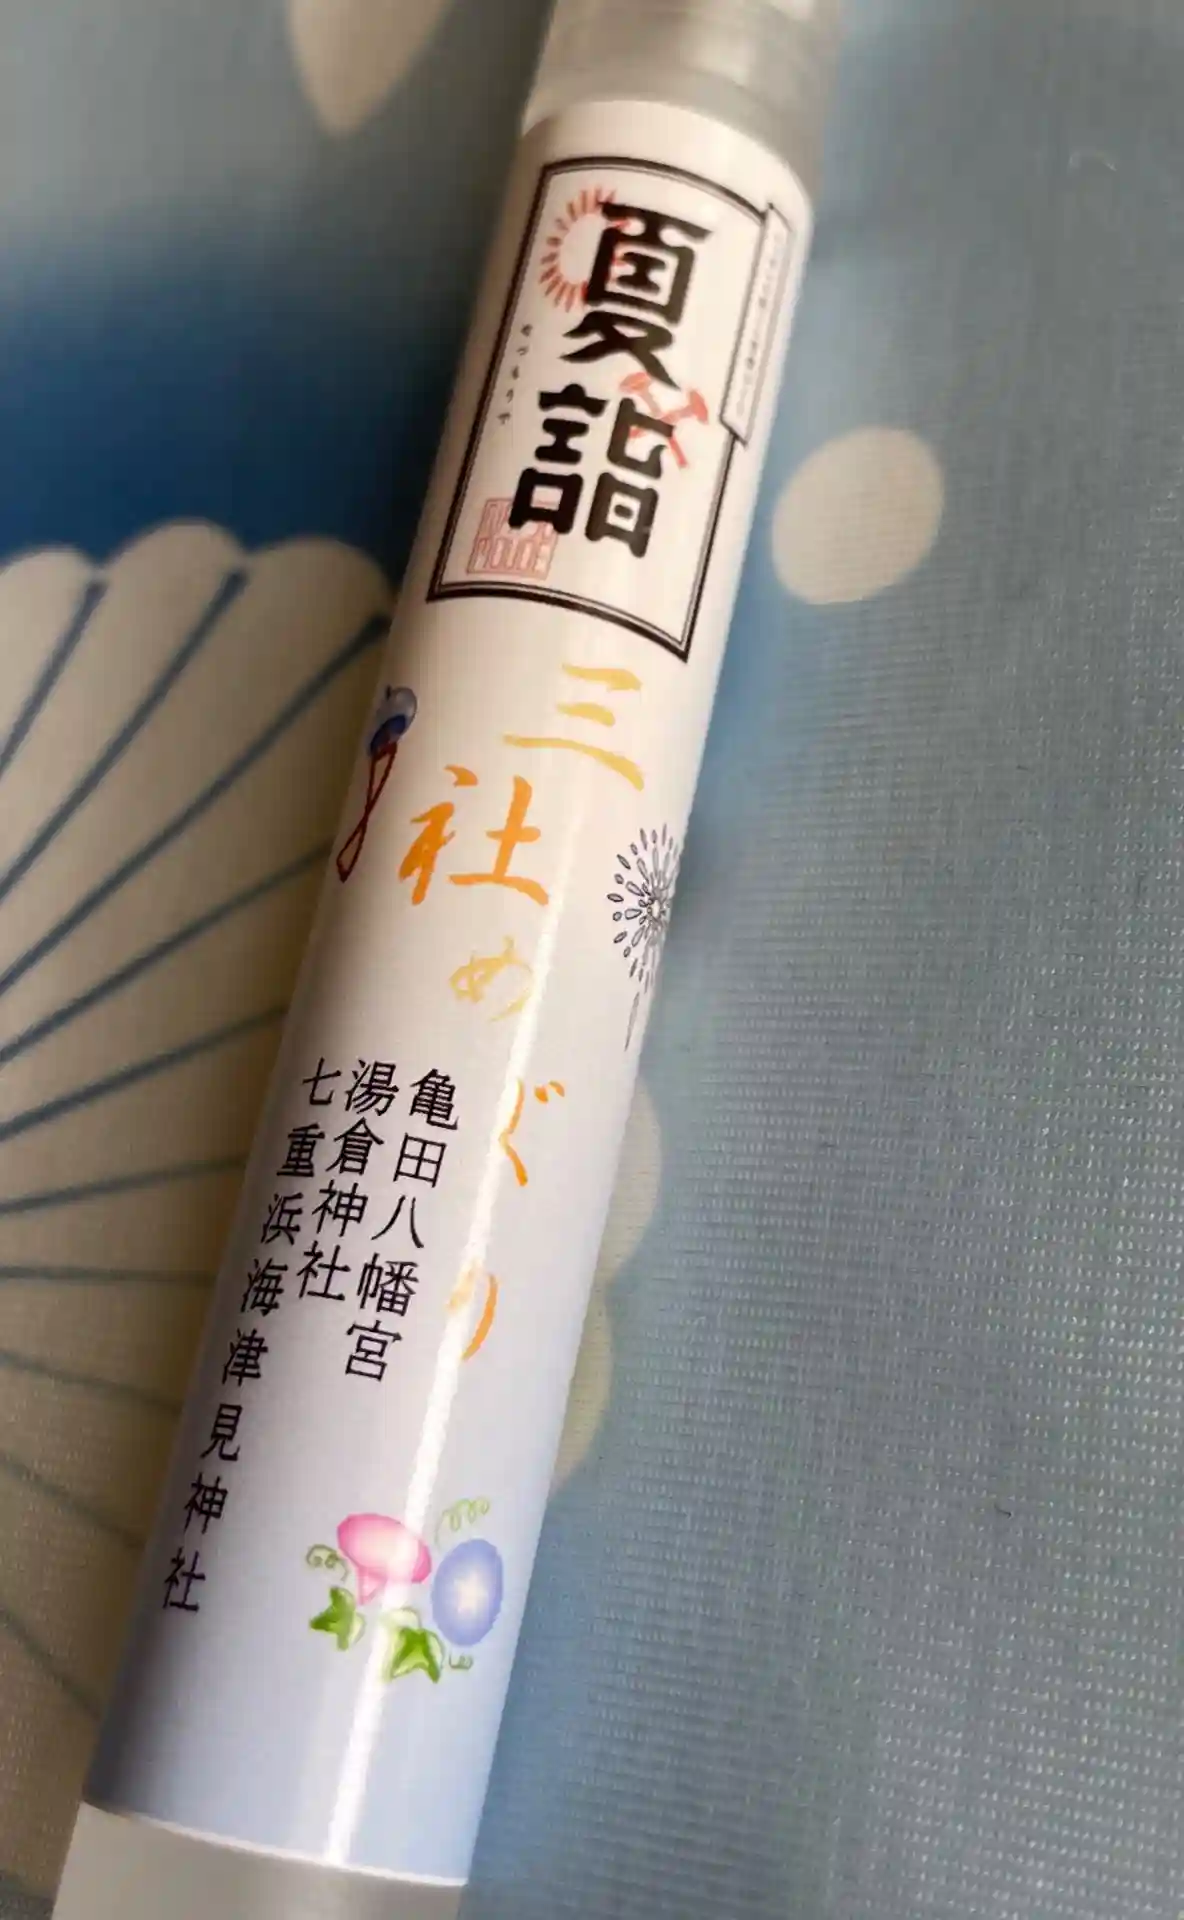 夏詣
三社めぐり
亀田八幡宮
湯倉神社
七重浜海津見神社